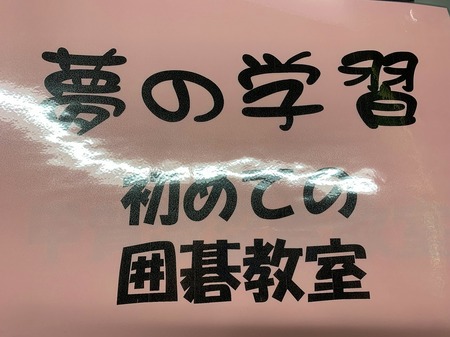 夢の学習
初めての
囲碁教室